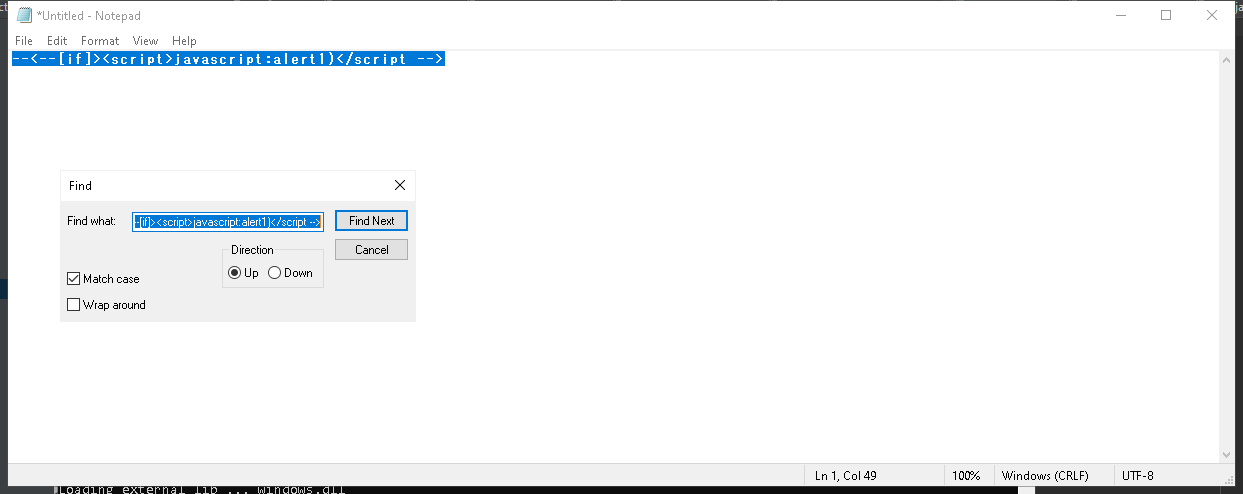 *Untitled - Notepad
File Edit Format View Help
--<--[if]><script>javascript:alert1)</script -->
Find
Find what: -[if]><script>javascript:alert1)</script --> Find Next
Direction Cancel
Up Down
Match case
Wrap around
Ln 1, Col 49 100% Windows (CRLF) UTF-8
Loading external lib ... windows.dll